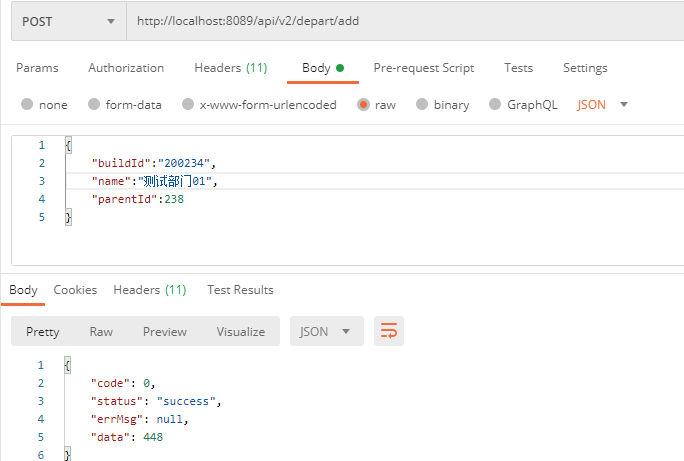 POST http://localhost:8089/api/v2/depart/add
Params Authorization Headers (11) Body Pre-request Script Tests Settings
none form-data x-www-form-urlencoded raw binary GraphQL JSON
1 {
2 "buildId":"200234",
3 "name":"测试部门01",
4 "parentId":238
5 }
Body Cookies Headers (11) Test Results
Pretty Raw Preview Visualize JSON
1 {
2 "code": 0,
3 "status": "success",
4 "errMsg": null,
5 "data": 448
6 }